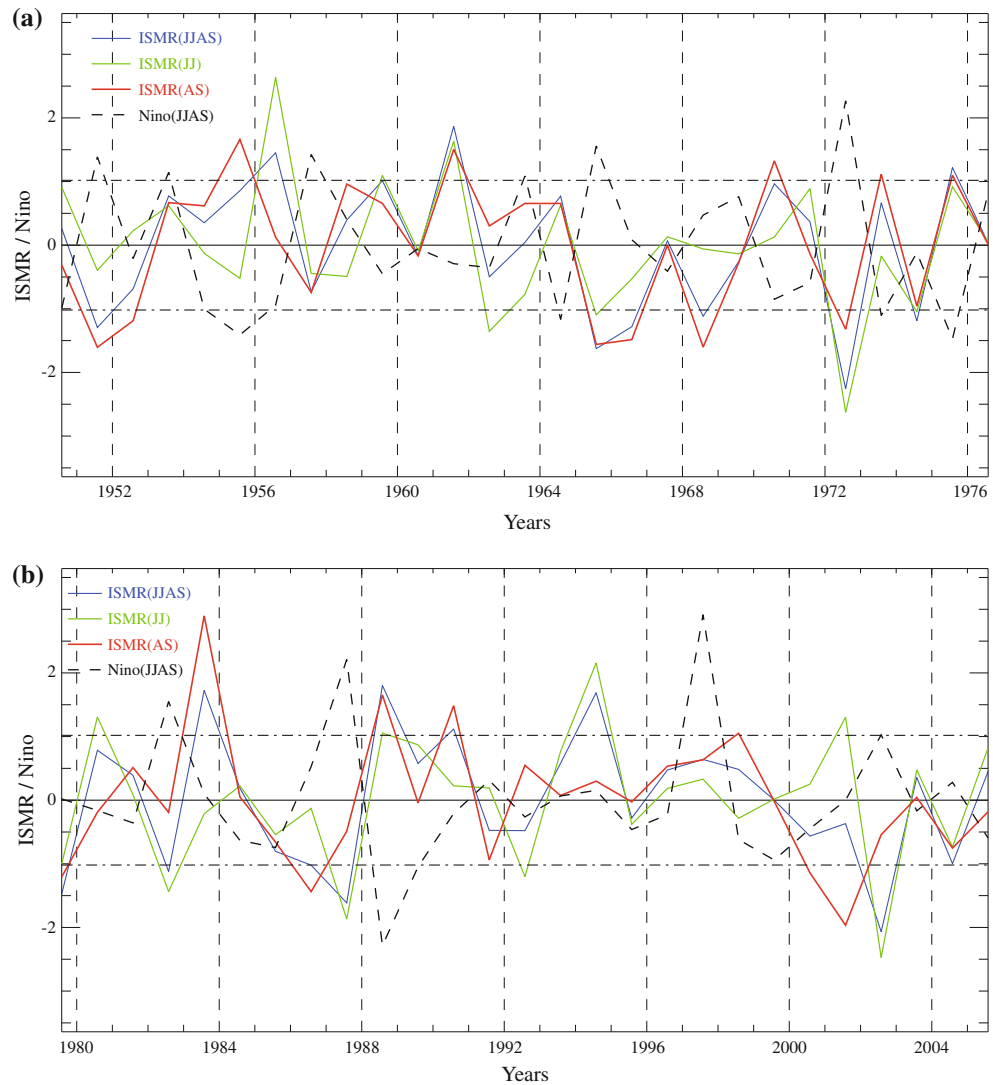 (a)
ISMR(JJAS)
ISMR(JJ)
ISMR(AS)
Nino(JJAS)
2
0
-2
ISMR / Nino
1952 1956 1960 1964 1968 1972 1976
Years
(b)
ISMR(JJAS)
ISMR(JJ)
ISMR(AS)
Nino(JJAS)
2
0
-2
ISMR / Nino
1980 1984 1988 1992 1996 2000 2004
Years